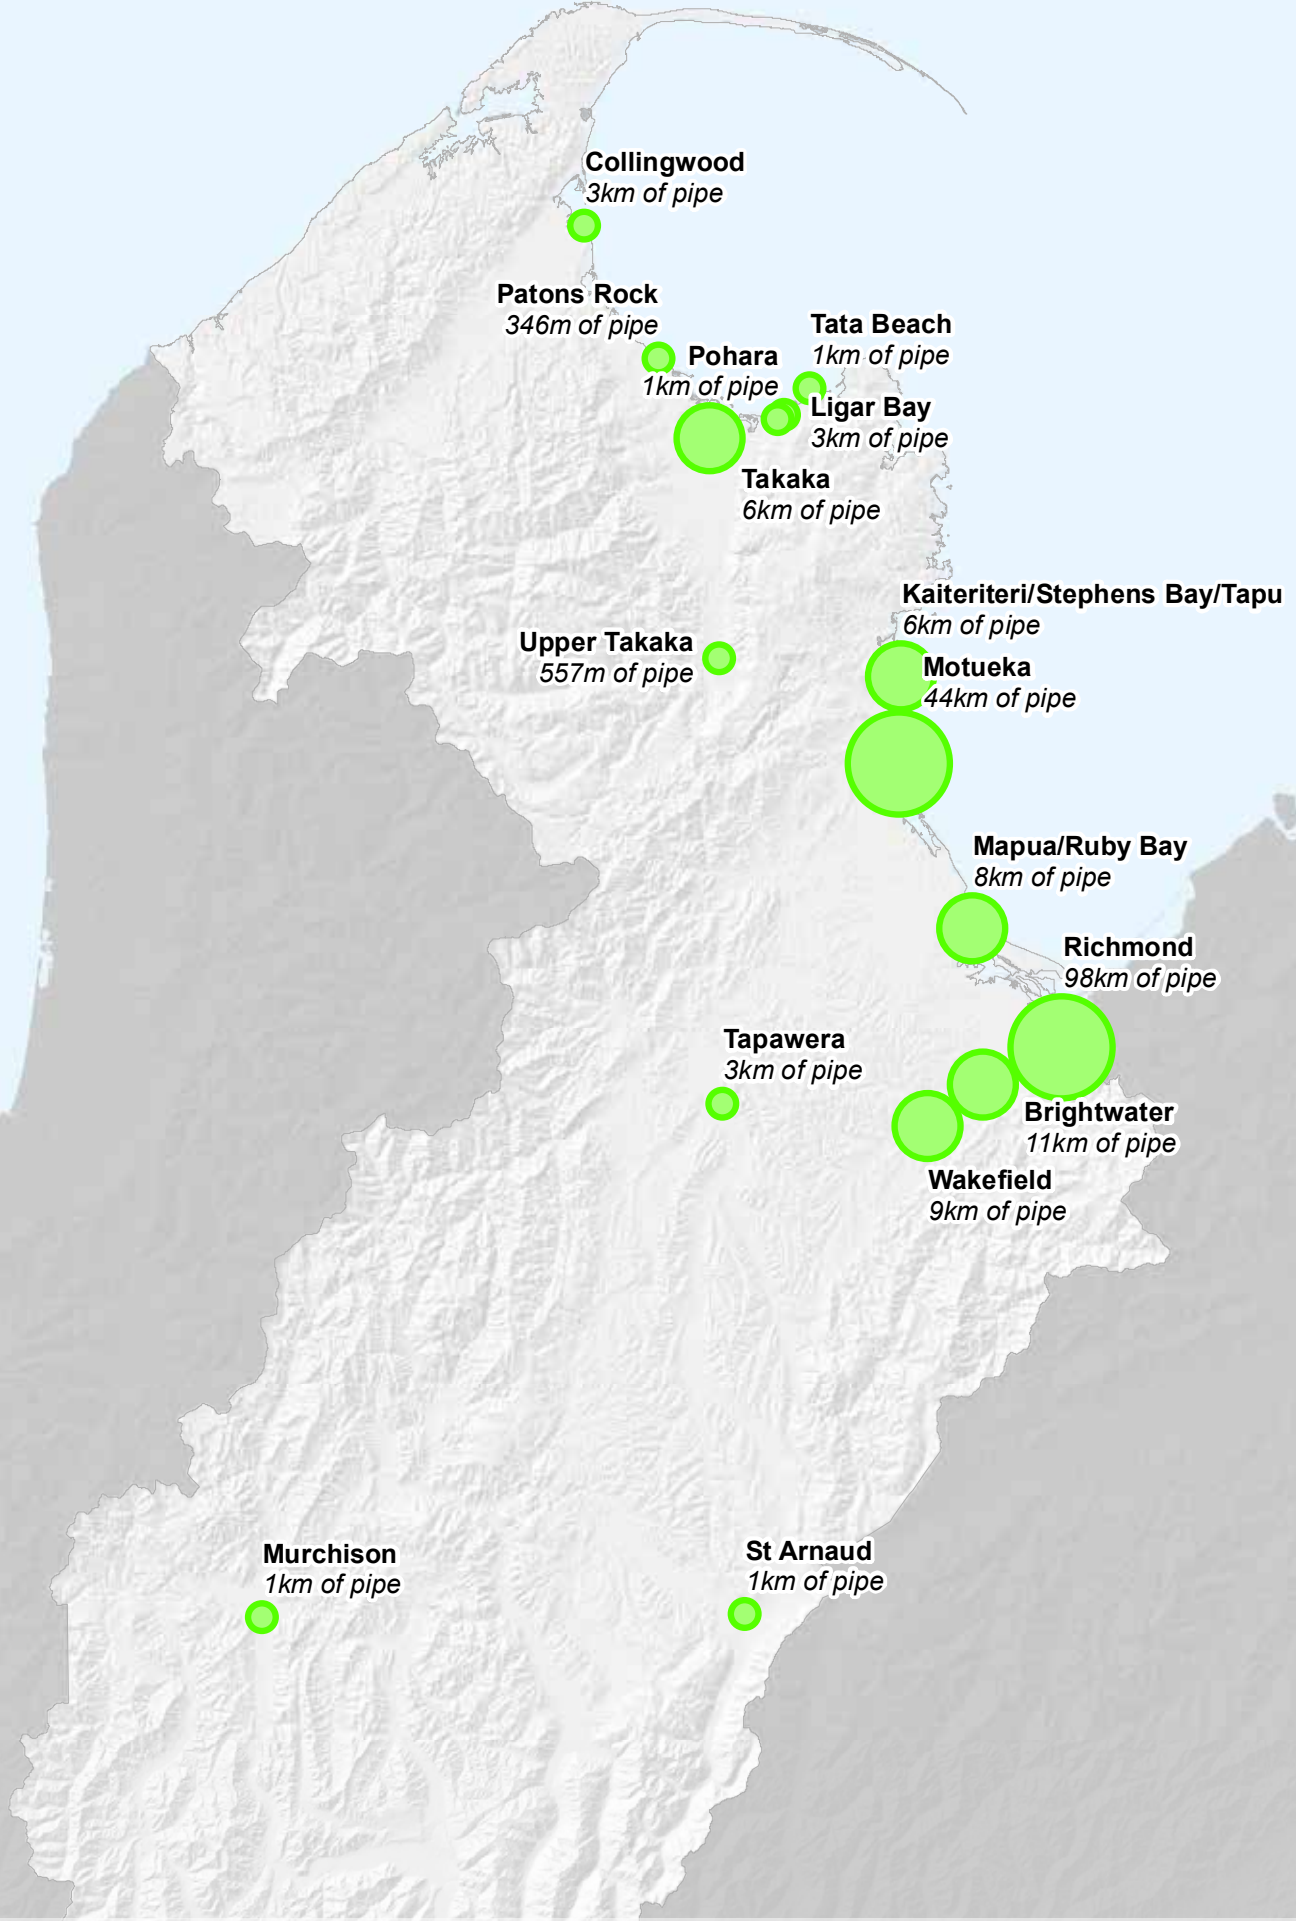 Collingwood
3km of pipe
Patons Rock
346m of pipe
Tata Beach
1km of pipe
Pohara
1km of pipe
Ligar Bay
3km of pipe
Takaka
6km of pipe
Kaiteriteri/Stephens Bay/Tapu
6km of pipe
Upper Takaka
557m of pipe
Motueka
44km of pipe
Mapua/Ruby Bay
8km of pipe
Richmond
98km of pipe
Tapawera
3km of pipe
Brightwater
11km of pipe
Wakefield
9km of pipe
Murchison
1km of pipe
St Arnaud
1km of pipe